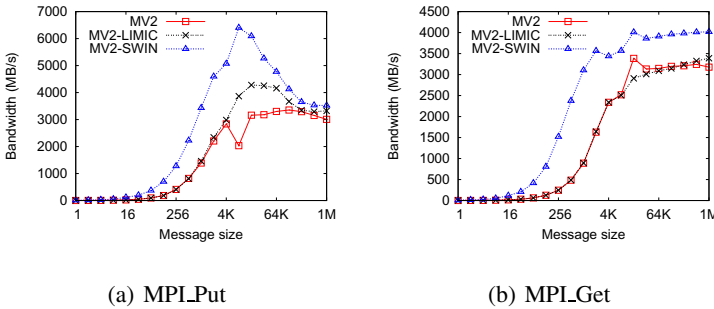 MV2
MV2-LIMIC
MV2-SWIN
7000
6000
5000
4000
3000
2000
1000
0
Bandwidth (MB/s)
1 16 256 4K 64K 1M
Message size
(a) MPI_Put
MV2
MV2-LIMIC
MV2-SWIN
4500
4000
3500
3000
2500
2000
1500
1000
500
0
Bandwidth (MB/s)
1 16 256 4K 64K 1M
Message size
(b) MPI_Get